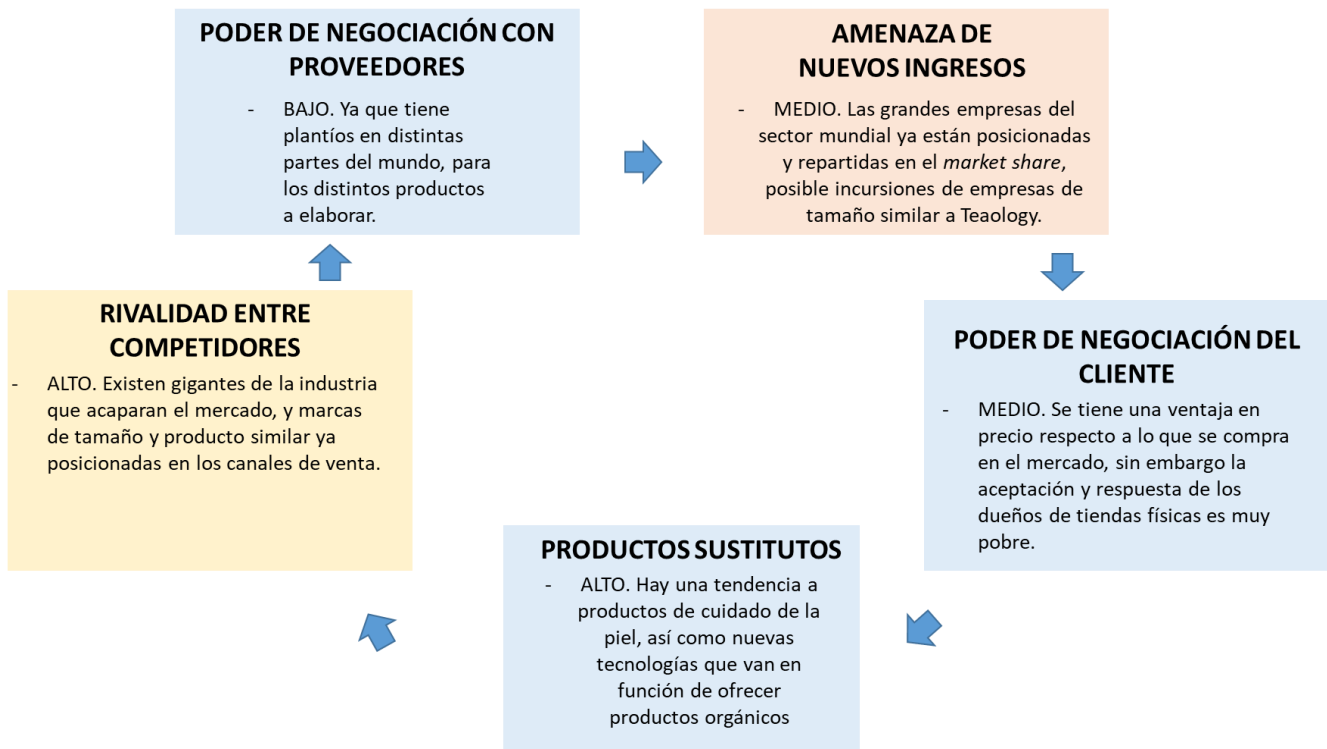 PODER DE NEGOCIACIÓN CON
PROVEEDORES
- BAJO. Ya que tiene
plantíos en distintas
partes del mundo, para
los distintos productos
a elaborar.
AMENAZA DE
NUEVOS INGRESOS
- MEDIO. Las grandes empresas del
sector mundial ya están posicionadas
y repartidas en el market share,
posible incursiones de empresas de
tamaño similar a Teaology.
PODER DE NEGOCIACIÓN DEL
CLIENTE
- MEDIO. Se tiene una ventaja en
precio respecto a lo que se compra
en el mercado, sin embargo la
aceptación y respuesta de los
dueños de tiendas físicas es muy
pobre.
PRODUCTOS SUSTITUTOS
- ALTO. Hay una tendencia a
productos de cuidado de la
piel, así como nuevas
tecnologías que van en
función de ofrecer
productos orgánicos
RIVALIDAD ENTRE
COMPETIDORES
- ALTO. Existen gigantes de la industria
que acaparan el mercado, y marcas
de tamaño y producto similar ya
posicionadas en los canales de venta.